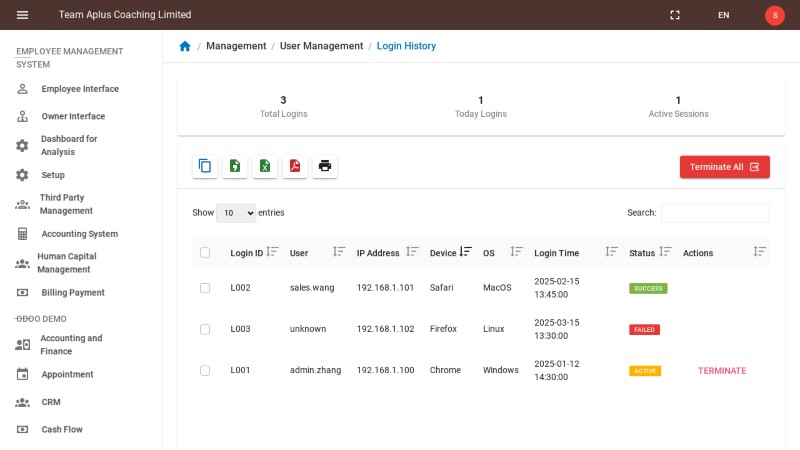 Team Aplus Coaching Limited
EN
S
EMPLOYEE MANAGEMENT
SYSTEM
Employee Interface
Owner Interface
Dashboard for
Analysis
Setup
Third Party
Management
Accounting System
Human Capital
Management
Billing Payment
ODOO DEMO
Accounting and
Finance
Appointment
CRM
Cash Flow
/ Management / User Management / Login History
3
Total Logins
1
Today Logins
1
Active Sessions
Terminate All
Show 10 entries
Search:
Login ID User IP Address Device OS Login Time Status Actions
L002 sales.wang 192.168.1.101 Safari MacOS 2025-02-15
13:45:00 SUCCESS
L003 unknown 192.168.1.102 Firefox Linux 2025-03-15
13:30:00 FAILED
L001 admin.zhang 192.168.1.100 Chrome Windows 2025-01-12
14:30:00 ACTIVE TERMINATE